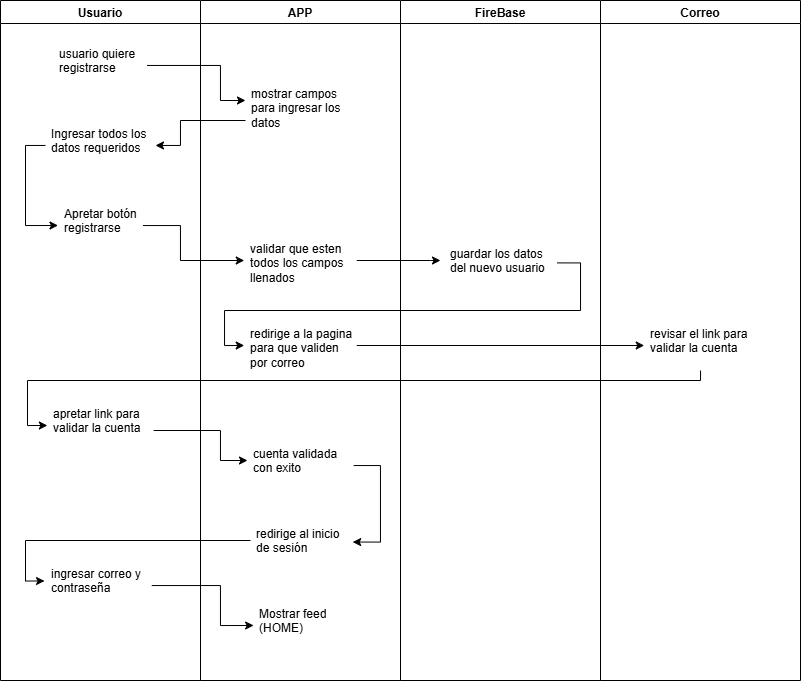 Usuario
APP
FireBase
Correo
usuario quiere
registrarse
mostrar campos
para ingresar los
datos
Ingresar todos los
datos requeridos
Apretar botón
registrarse
validar que esten
todos los campos
llenados
guardar los datos
del nuevo usuario
redirige a la pagina
para que validen
por correo
revisar el link para
validar la cuenta
apretar link para
validar la cuenta
cuenta validada
con exito
redirige al inicio
de sesión
ingresar correo y
contraseña
Mostrar feed
(HOME)